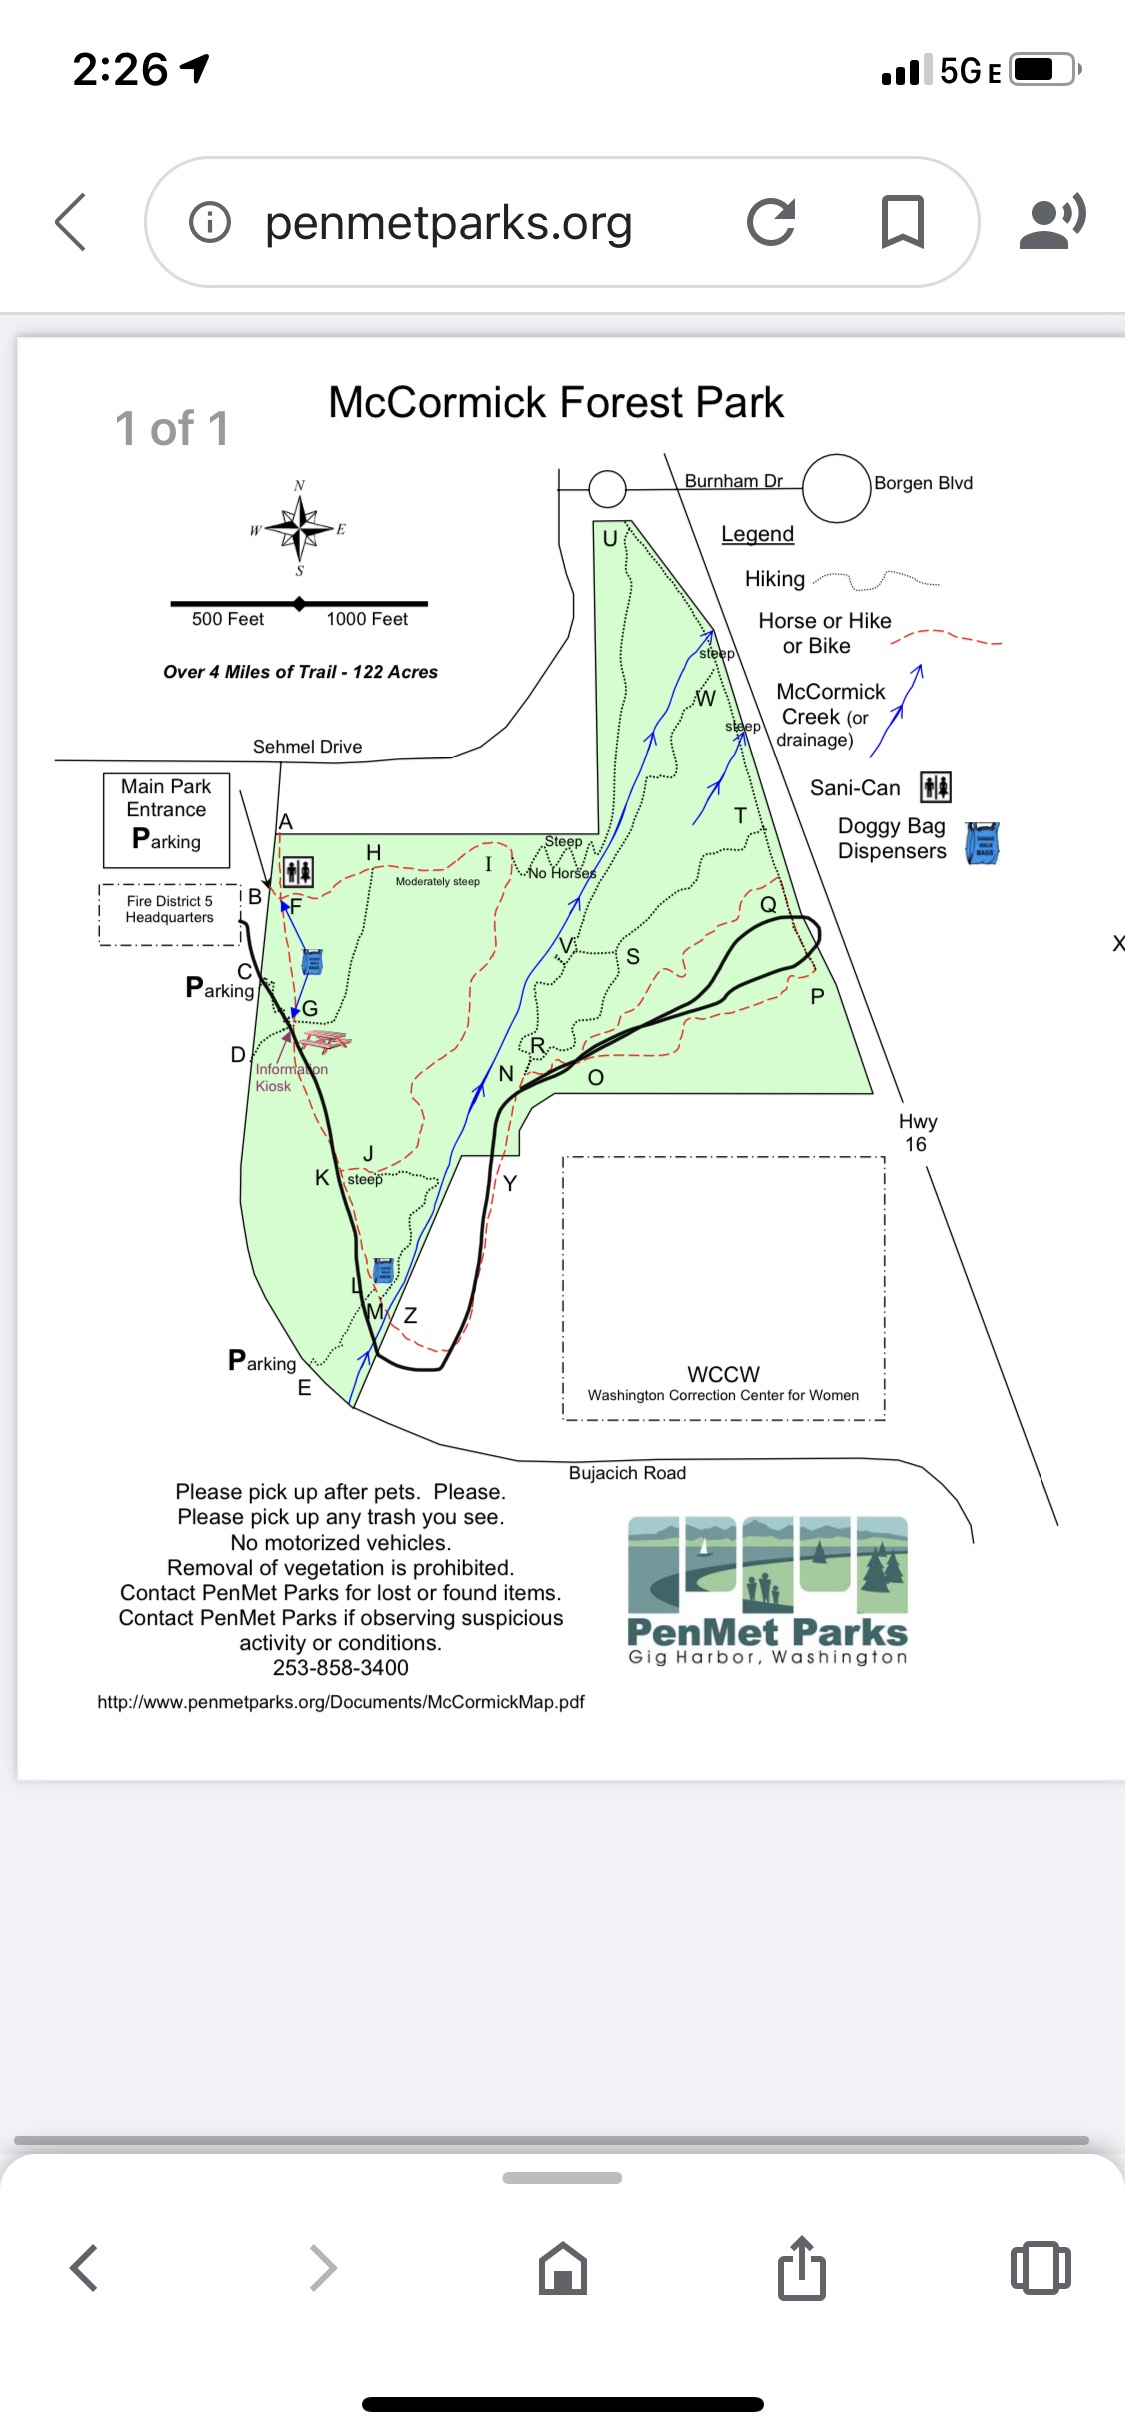 2:26
5GE
penmetparks.org
1 of 1
McCormick Forest Park
N
W
E
S
500 Feet
1000 Feet
Over 4 Miles of Trail - 122 Acres
Burnham Dr
Borgen Blvd
Legend
Hiking
Horse or Hike
or Bike
McCormick
Creek (or
drainage)
Sani-Can
Doggy Bag
Dispensers
U
steep
W
steep
Sehmel Drive
Main Park
Entrance
Parking
A
T
Steep
H
I
Moderately steep
No Horses
B
F
Fire District 5
Headquarters
Q
V
S
X
C
Parking
G
P
D
Information
Kiosk
R
N
O
Hwy
16
J
K
steep
Y
L
M
Z
Parking
E
WCCW
Washington Correction Center for Women
Bujacich Road
Please pick up after pets.  Please.
Please pick up any trash you see.
No motorized vehicles.
Removal of vegetation is prohibited.
Contact PenMet Parks for lost or found items.
Contact PenMet Parks if observing suspicious
activity or conditions.
253-858-3400
http://www.penmetparks.org/Documents/McCormickMap.pdf
PenMet Parks
Gig Harbor, Washington